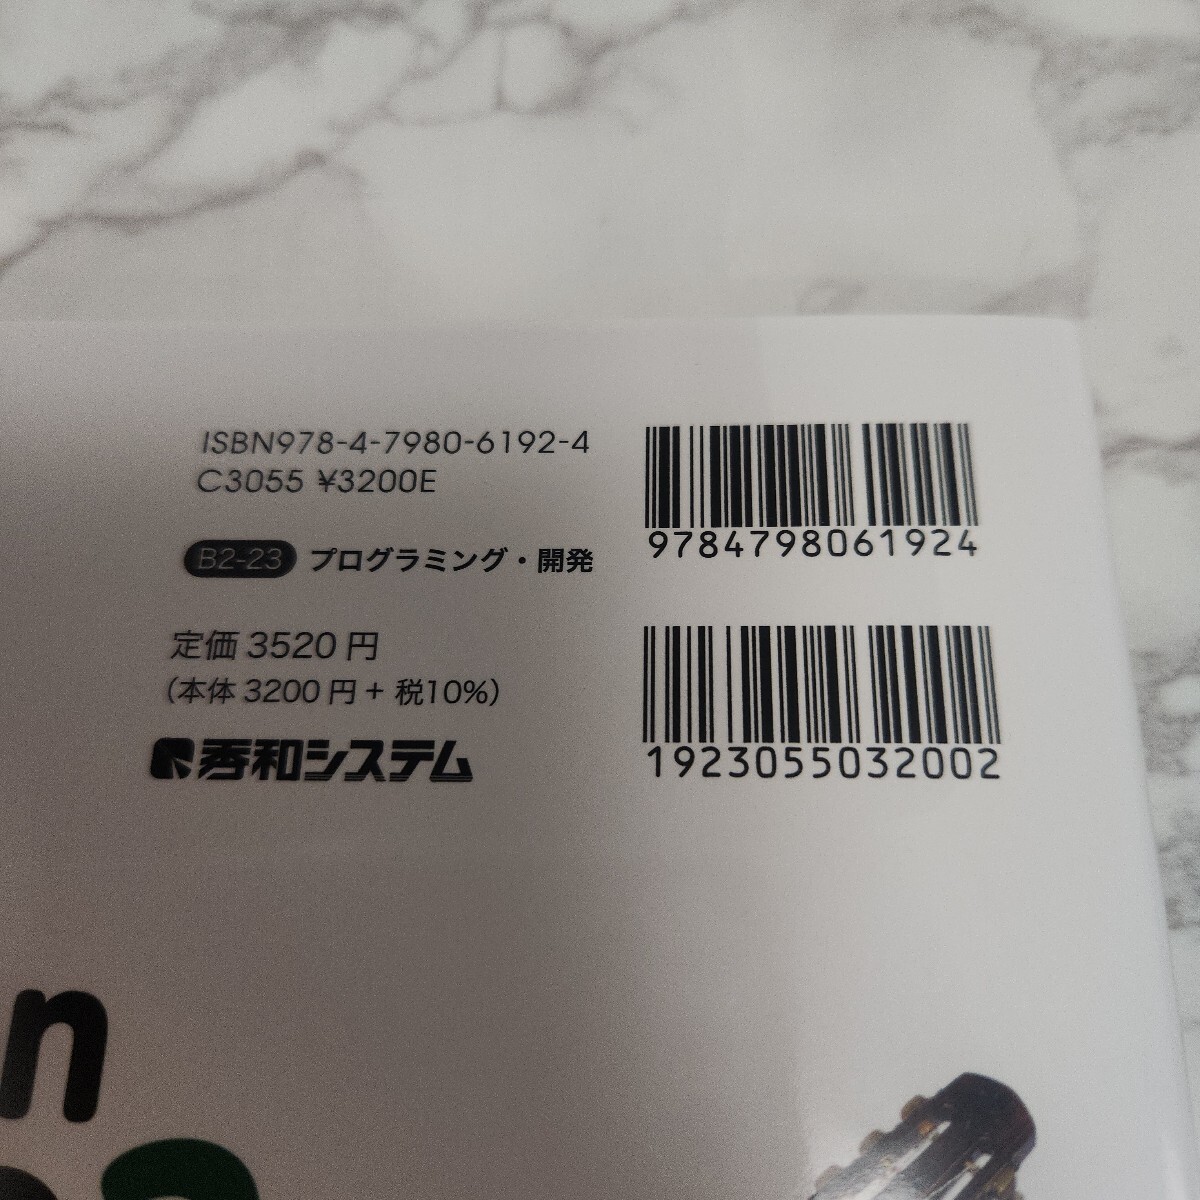 ISBN978-4-7980-6192-4
C3055 ¥3200E
B2-23 プログラミング・開発
定価 3520 円
(本体 3200 円 + 税10%)
秀和システム
9784798061924
1923055032002
n